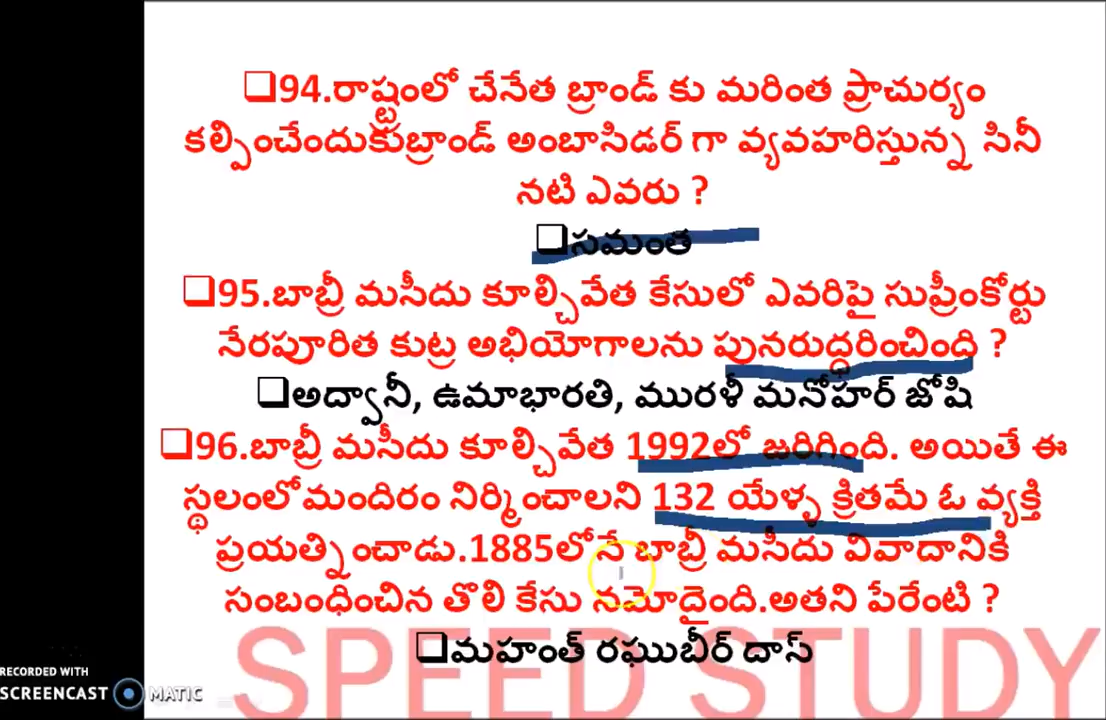 ❑94.రాష్ట్రంలో చేనేత బ్రాండ్ కు మరింత ప్రాచుర్యం
కల్పించేందుకుబ్రాండ్ అంబాసిడర్ గా వ్యవహరిస్తున్న సినీ
నటి ఎవరు ?
❑సమంత
❑95.బాబ్రీ మసీదు కూల్చివేత కేసులో ఎవరిపై సుప్రీంకోర్టు
నేరపూరిత కుట్ర అభియోగాలను పునరుద్ధరించింది ?
❑అద్వానీ, ఉమాభారతి, మురళీ మనోహర్ జోషి
❑96.బాబ్రీ మసీదు కూల్చివేత 1992లో జరిగింది. అయితే ఈ
స్థలంలోమందిరం నిర్మించాలని 132 యేళ్ళ క్రితమే ఓ వ్యక్తి
ప్రయత్నించాడు.1885లోనే బాబ్రీ మసీదు వివాదానికి
సంబంధించిన తొలి కేసు నమోదైంది.అతని పేరేంటి ?
❑మహంత్ రఘుబీర్ దాస్
SPEED STUDY
RECORDED WITH
SCREENCAST MATIC